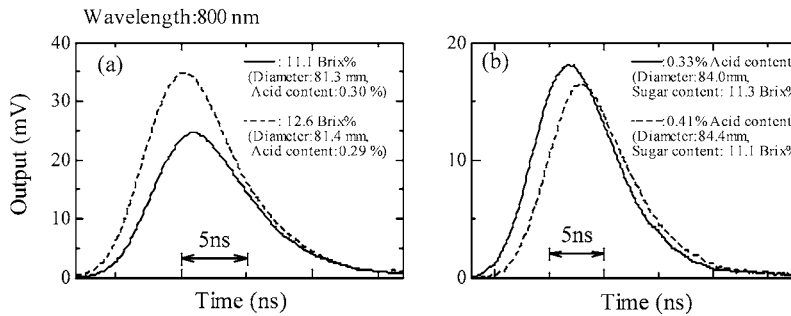 Wavelength:800 nm
Output (mV)
40
30
20
10
0
(a)
: 11.1 Brix%
(Diameter:81.3 mm,
Acid content:0.30 %)
: 12.6 Brix%
(Diameter:81.4 mm,
Acid content:0.29 %)
5ns
Time (ns)
20
10
0
(b)
:0.33% Acid content
(Diameter:84.0mm,
Sugar content: 11.3 Brix%
:0.41% Acid content
(Diameter:84.4mm,
Sugar content: 11.1 Brix%
5ns
Time (ns)